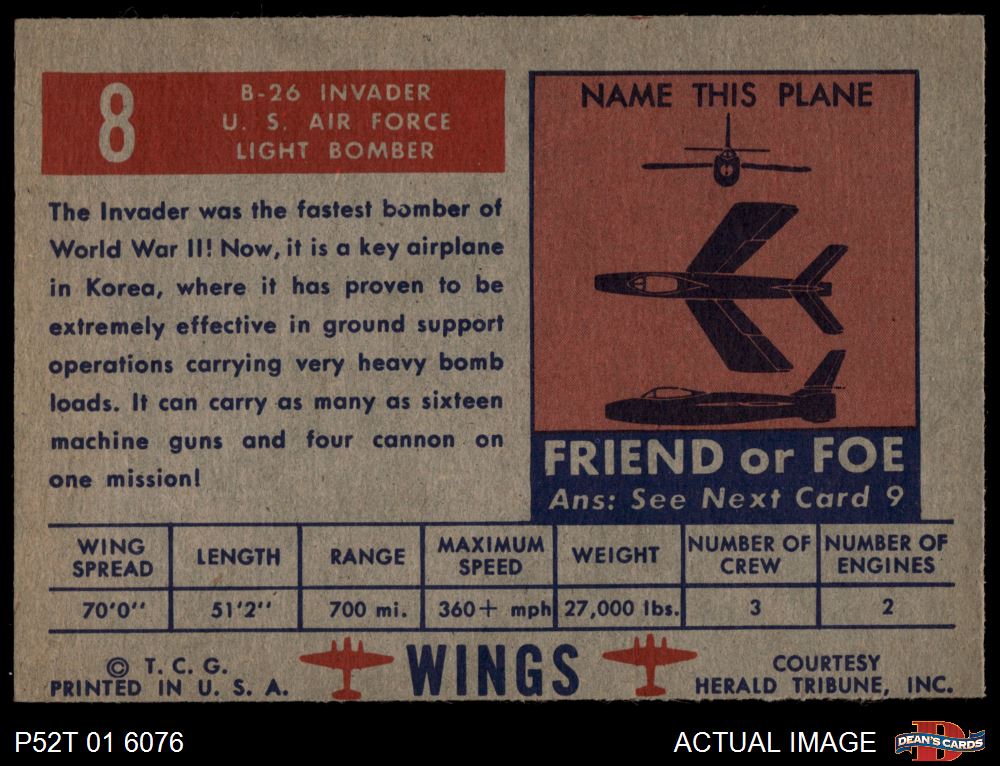 8
B-26 INVADER
U. S. AIR FORCE
LIGHT BOMBER
The Invader was the fastest bomber of
World War II! Now, it is a key airplane
in Korea, where it has proven to be
extremely effective in ground support
operations carrying very heavy bomb
loads. It can carry as many as sixteen
machine guns and four cannon on
one mission!
NAME THIS PLANE
FRIEND or FOE
Ans: See Next Card 9
WING SPREAD LENGTH RANGE MAXIMUM SPEED WEIGHT NUMBER OF CREW NUMBER OF ENGINES
70'0" 51'2" 700 mi. 360+ mph 27,000 lbs. 3 2
© T. C. G.
PRINTED IN U. S. A.
WINGS
COURTESY
HERALD TRIBUNE, INC.
P52T 01 6076
ACTUAL IMAGE
DEAN'S CARDS